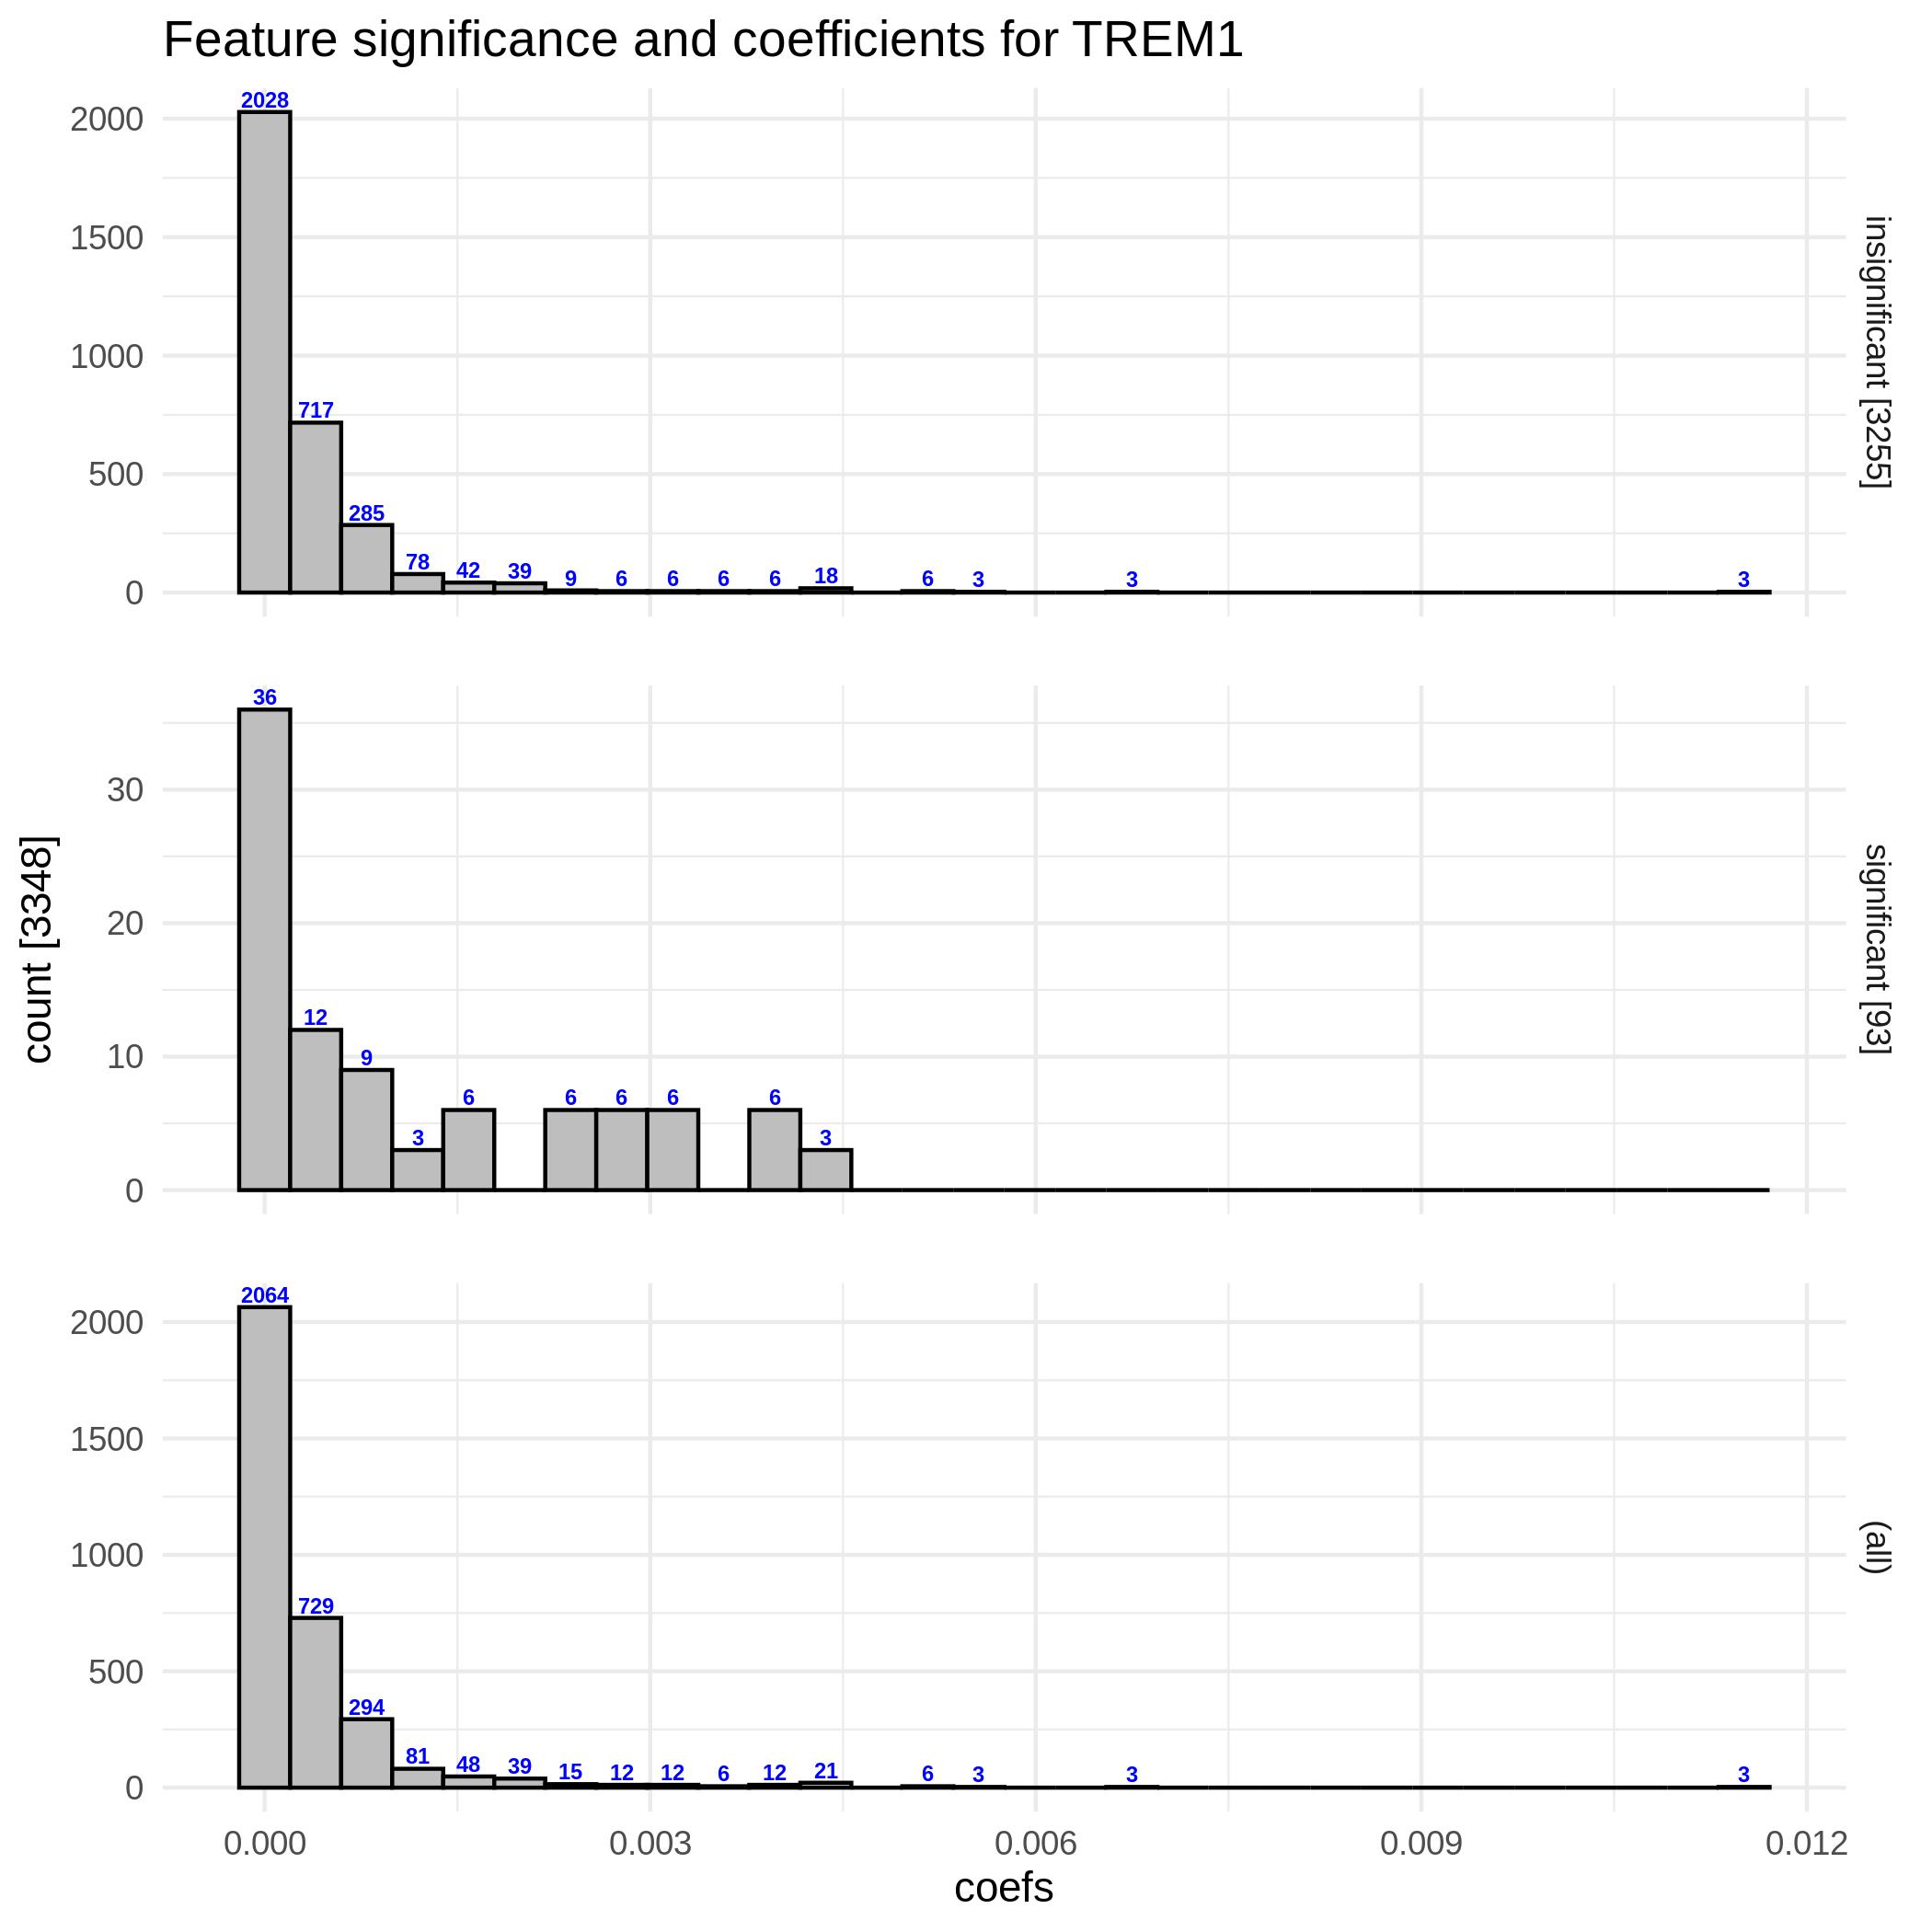 Feature significance and coefficients for TREM1
2028
2000
1500
1000
717
500
285
78 42 39 9 6 6 6 6 18 6 3 3 3
0
insignificant [3255]
36
30
20
12
10
9
6 6 6 6 6
3 3
0
significant [93]
count [3348]
2064
2000
1500
1000
729
500
294
81 48 39 15 12 12 6 12 21 6 3 3 3
0
(all)
0.000 0.003 0.006 0.009 0.012
coefs